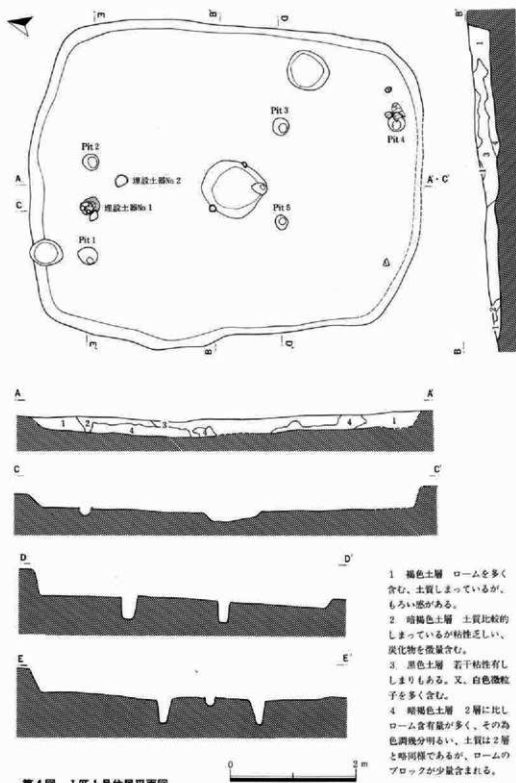 E
D
B
Pit 3
Pit 4
Pit 2
埋設土器No. 2
A
C
埋設土器No. 1
A'・C'
Pit 5
Pit 1
E'
B'
D'
1
3
2
1
B'
A
A'
1
2
4
3
4
4
1
C
C'
D
D'
E
E'
1 褐色土層 ロームを多く
含む、土質しまっているが、
もろい感がある。
2 暗褐色土層 土質比較的
しまっているが粘性乏しい、
炭化物を微量含む。
3 黒色土層 若干粘性有し
しまりもある。又、白色微粒
子を多く含む。
4 暗褐色土層 2層に比し
ローム含有量が多く、その為
色調幾分明るい、土質は2層
と略同様であるが、ロームの
ブロックが少量含まれる。
0
2 m